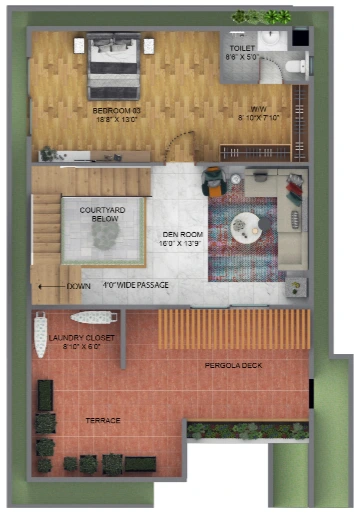 TOILET
8'6" X 5'0"
BEDROOM 03
18'8" X 13'0"
W/W
8'10"X 7'10"
COURTYARD
BELOW
DEN ROOM
16'0" X 13'9"
DOWN
4'0" WIDE PASSAGE
LAUNDRY CLOSET
8'10" X 6'0"
PERGOLA DECK
TERRACE